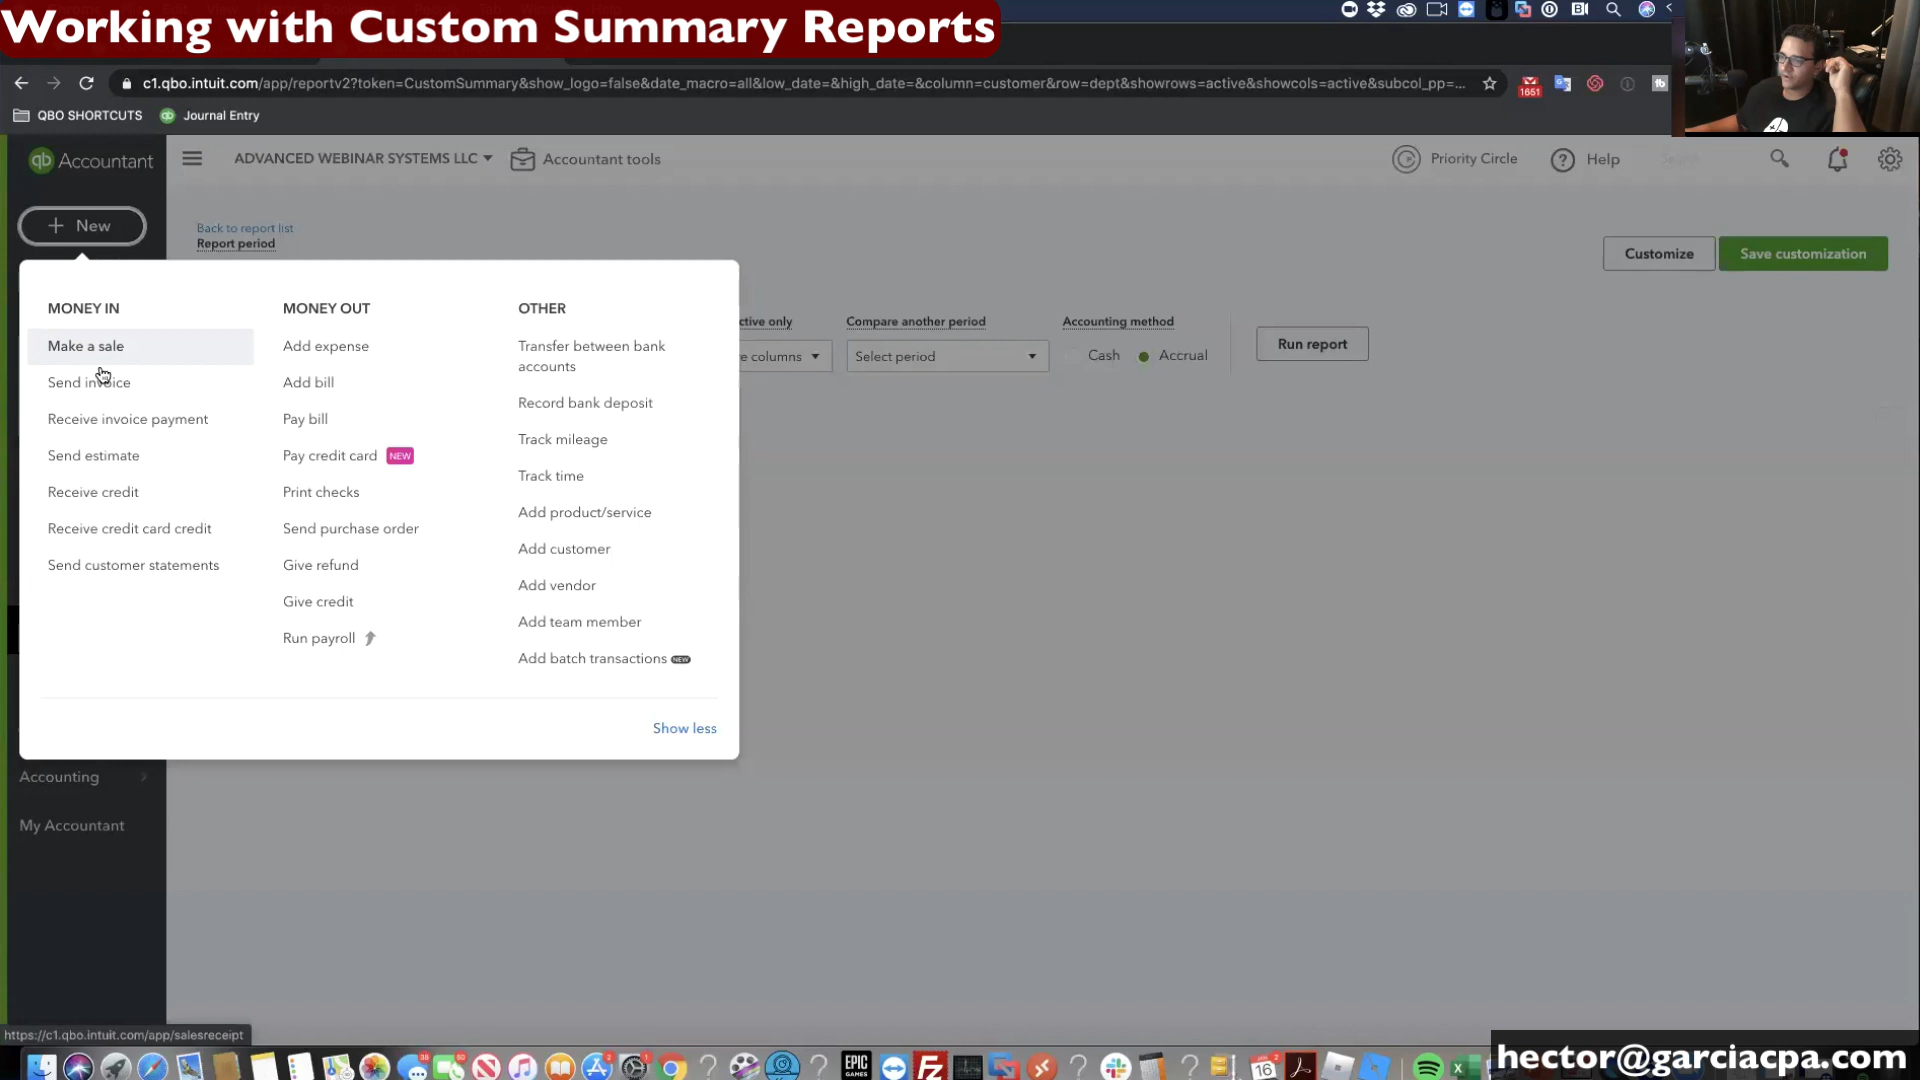 Working with Custom Summary Reports
c1.qbo.intuit.com/app/reportv2?token=CustomSummary&show_logo=false&date_macro=all&low_date=&high_date=&column=customer&row=dept&showrows=active&showcols=active&subcol_pp=...
1651
QBO SHORTCUTS
Journal Entry
qb Accountant
ADVANCED WEBINAR SYSTEMS LLC
Accountant tools
Priority Circle
Help
+ New
Back to report list
Report period
Customize
Save customization
MONEY IN
Make a sale
Send invoice
Receive invoice payment
Send estimate
Receive credit
Receive credit card credit
Send customer statements
MONEY OUT
Add expense
Add bill
Pay bill
Pay credit card NEW
Print checks
Send purchase order
Give refund
Give credit
Run payroll
OTHER
Transfer between bank
accounts
Record bank deposit
Track mileage
Track time
Add product/service
Add customer
Add vendor
Add team member
Add batch transactions NEW
Show less
ctive only
e columns
Compare another period
Select period
Accounting method
Cash
Accrual
Run report
Accounting
My Accountant
https://c1.qbo.intuit.com/app/salesreceipt
EPIC
GAMES
16
hector@garciacpa.com